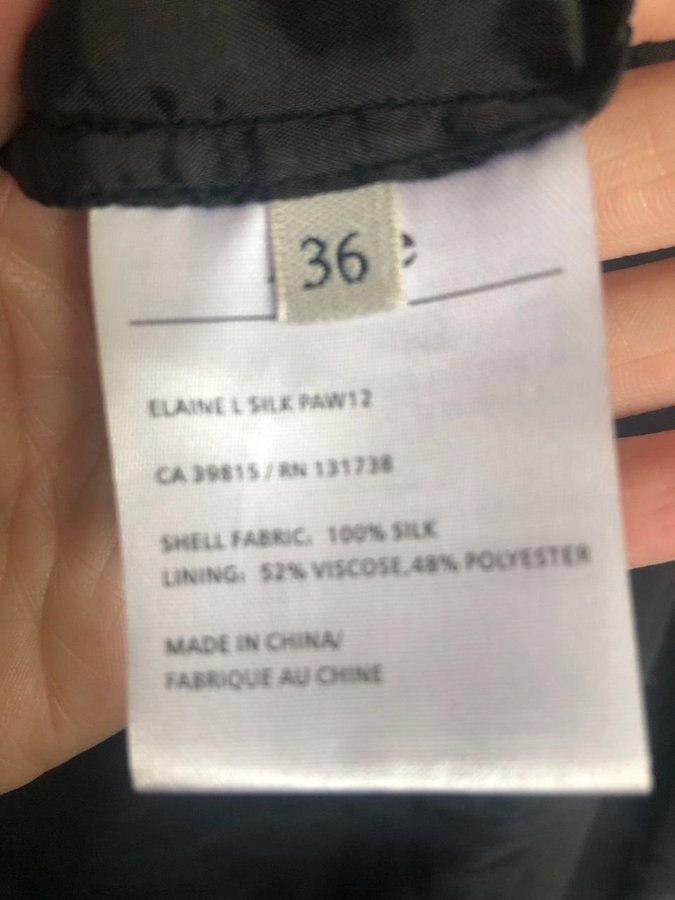 36
ELAINE L SILK PAW12
CA 39815 / RN 131738
SHELL FABRIC: 100% SILK
LINING: 52% VISCOSE,48% POLYESTER
MADE IN CHINA/
FABRIQUE AU CHINE